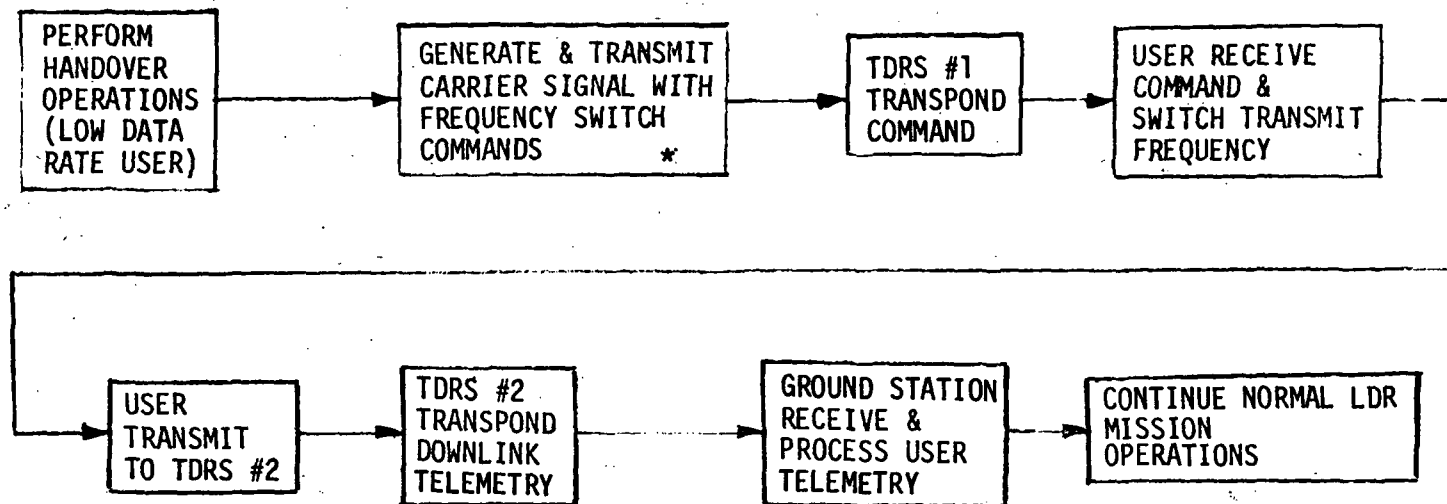 PERFORM
HANDOVER
OPERATIONS
(LOW DATA
RATE USER)
GENERATE & TRANSMIT
CARRIER SIGNAL WITH
FREQUENCY SWITCH
COMMANDS *
TDRS #1
TRANSPOND
COMMAND
USER RECEIVE
COMMAND &
SWITCH TRANSMIT
FREQUENCY
USER
TRANSMIT
TO TDRS #2
TDRS #2
TRANSPOND
DOWNLINK
TELEMETRY
GROUND STATION
RECEIVE &
PROCESS USER
TELEMETRY
CONTINUE NORMAL LDR
MISSION
OPERATIONS